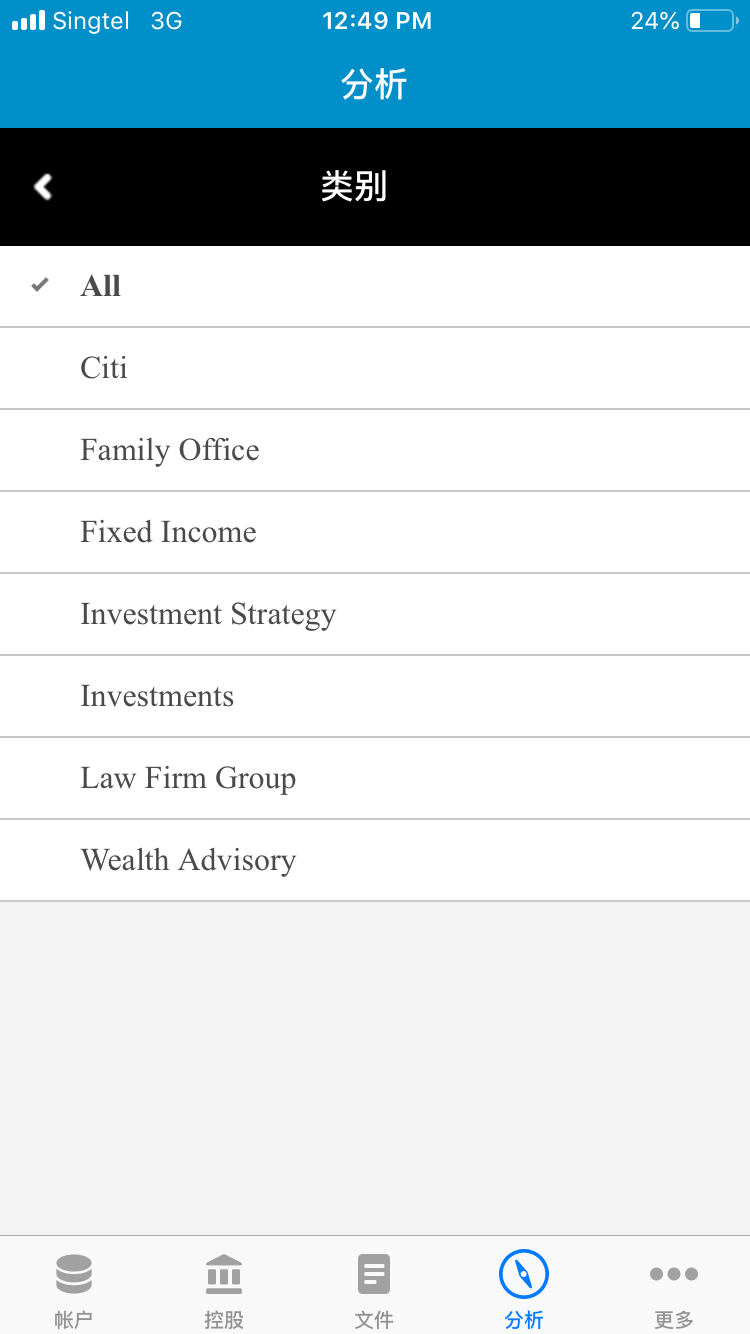 Singtel 3G 12:49 PM 24%
分析
类别
All
Citi
Family Office
Fixed Income
Investment Strategy
Investments
Law Firm Group
Wealth Advisory
帐户 控股 文件 分析 更多